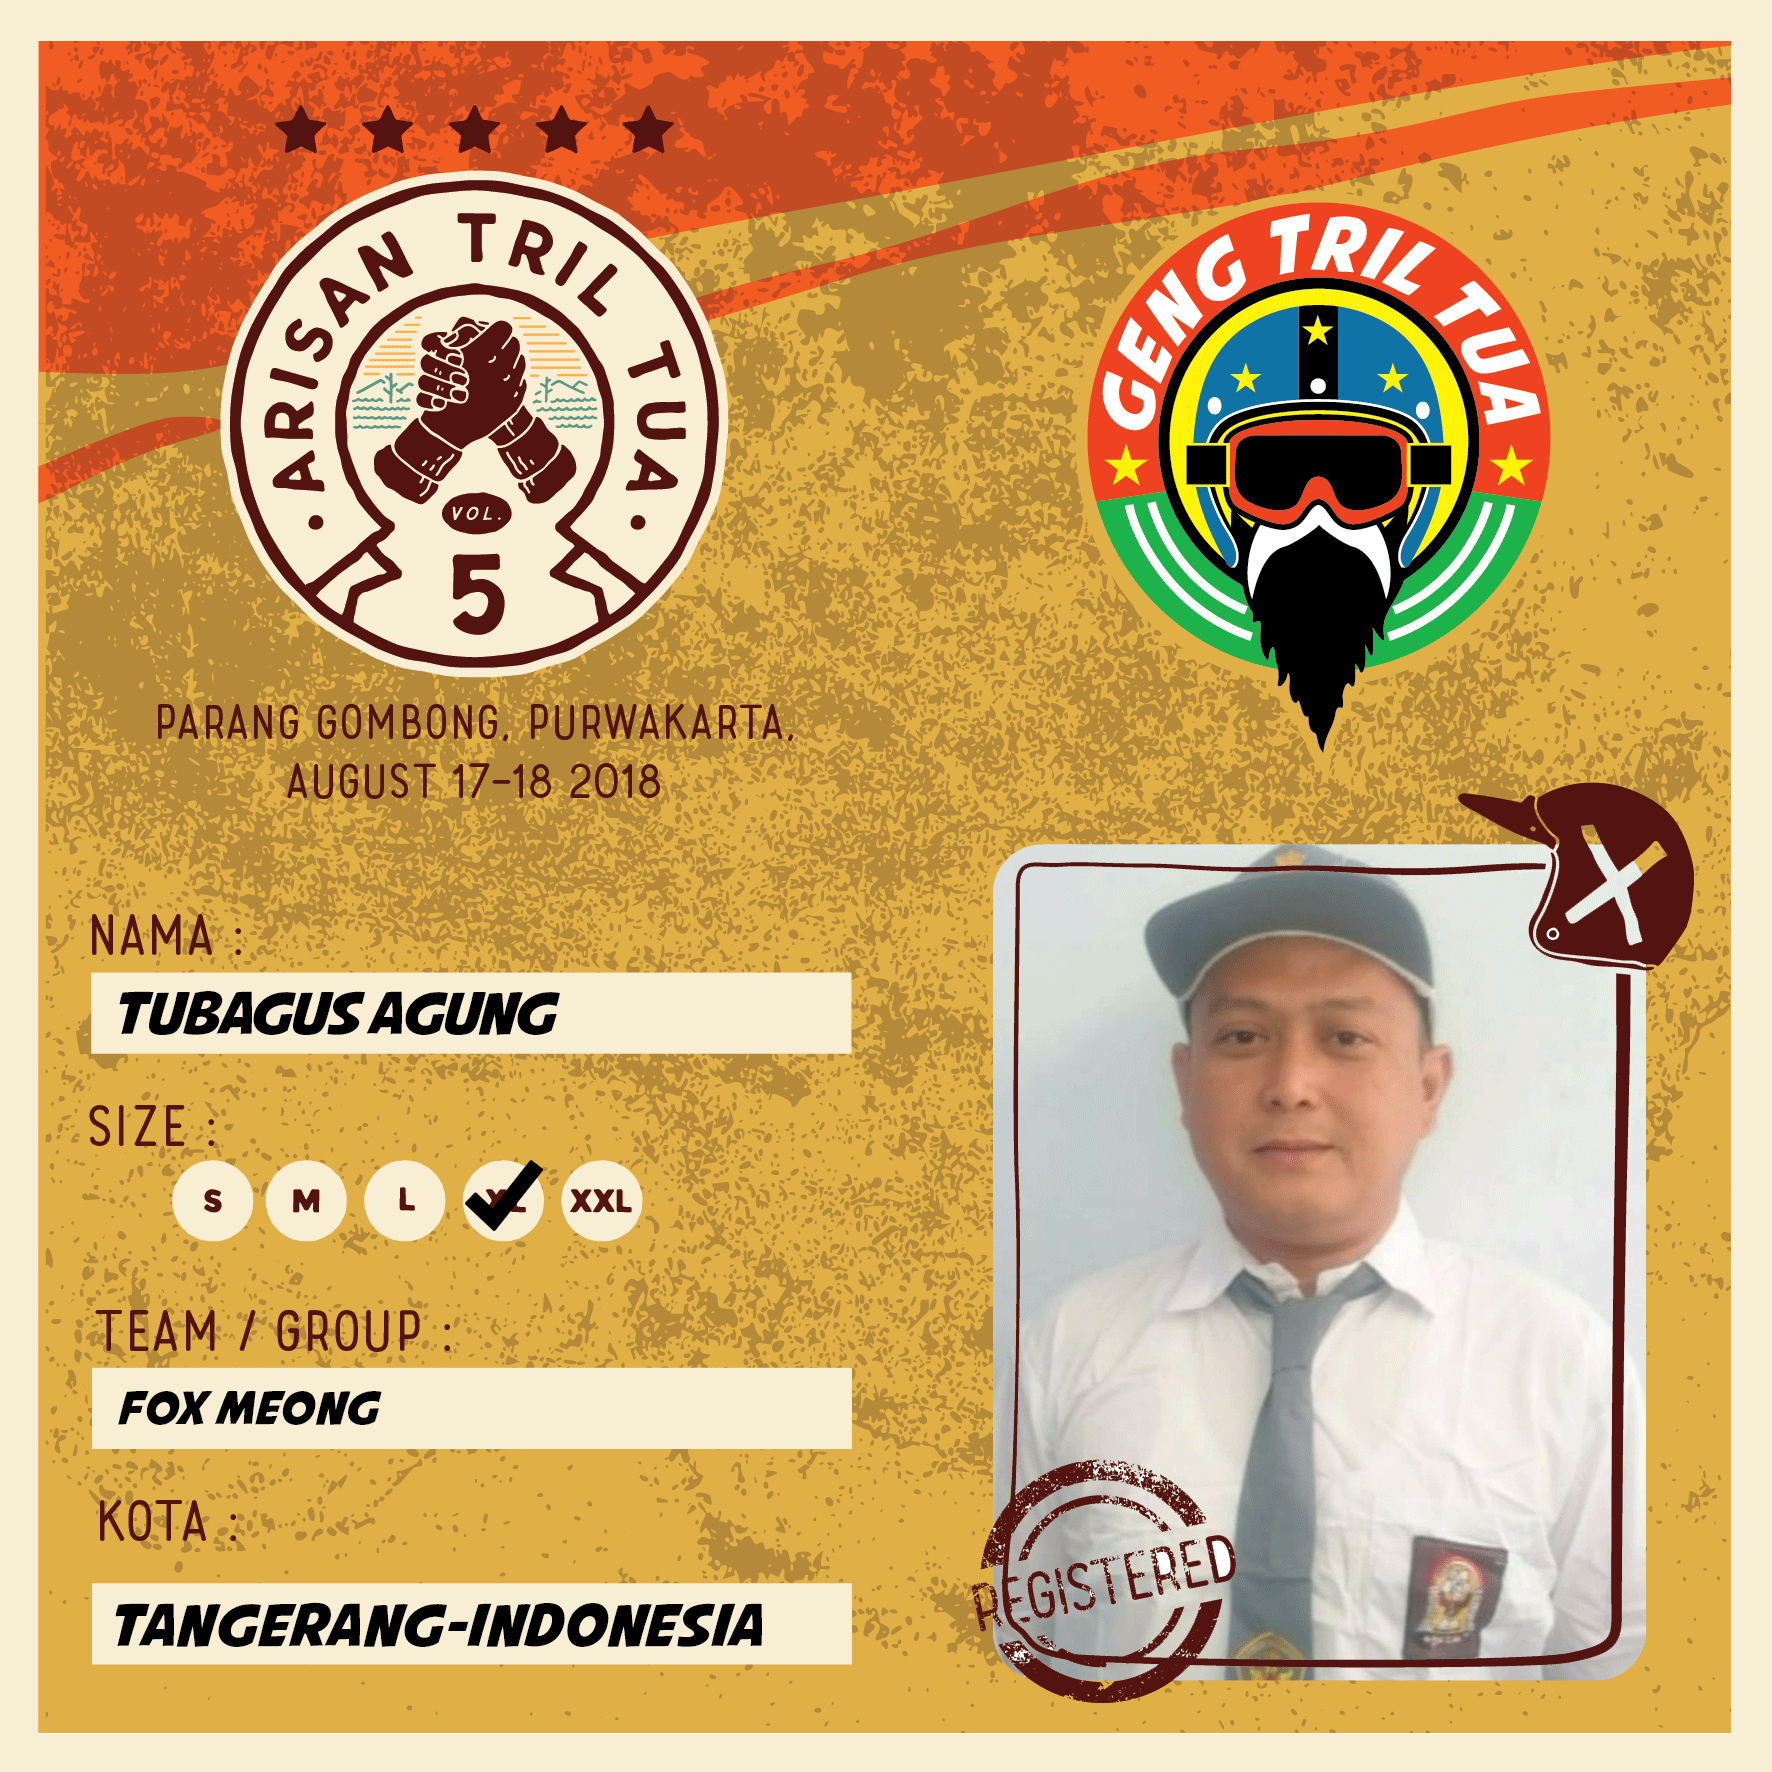 ARISAN TRIL TUA
VOL.
5
GENG TRIL TUA
PARANG GOMBONG, PURWAKARTA,
AUGUST 17-18 2018
NAMA :
TUBAGUS AGUNG
SIZE :
S M L XL XXL
TEAM / GROUP :
FOX MEONG
KOTA :
TANGERANG-INDONESIA
REGISTERED